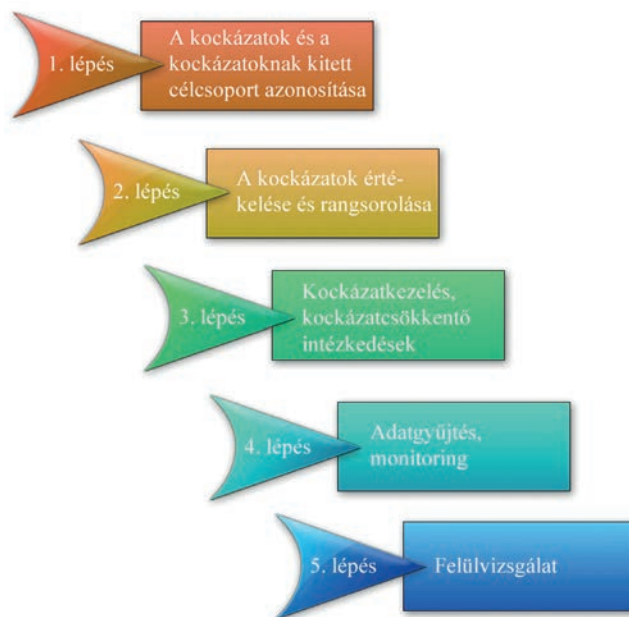 1. lépés
A kockázatok és a
kockázatoknak kitett
célcsoport azonosítása
2. lépés
A kockázatok érté-
kelése és rangsorolása
3. lépés
Kockázatkezelés,
kockázatcsökkentő
intézkedések
4. lépés
Adatgyűjtés,
monitoring
5. lépés
Felülvizsgálat